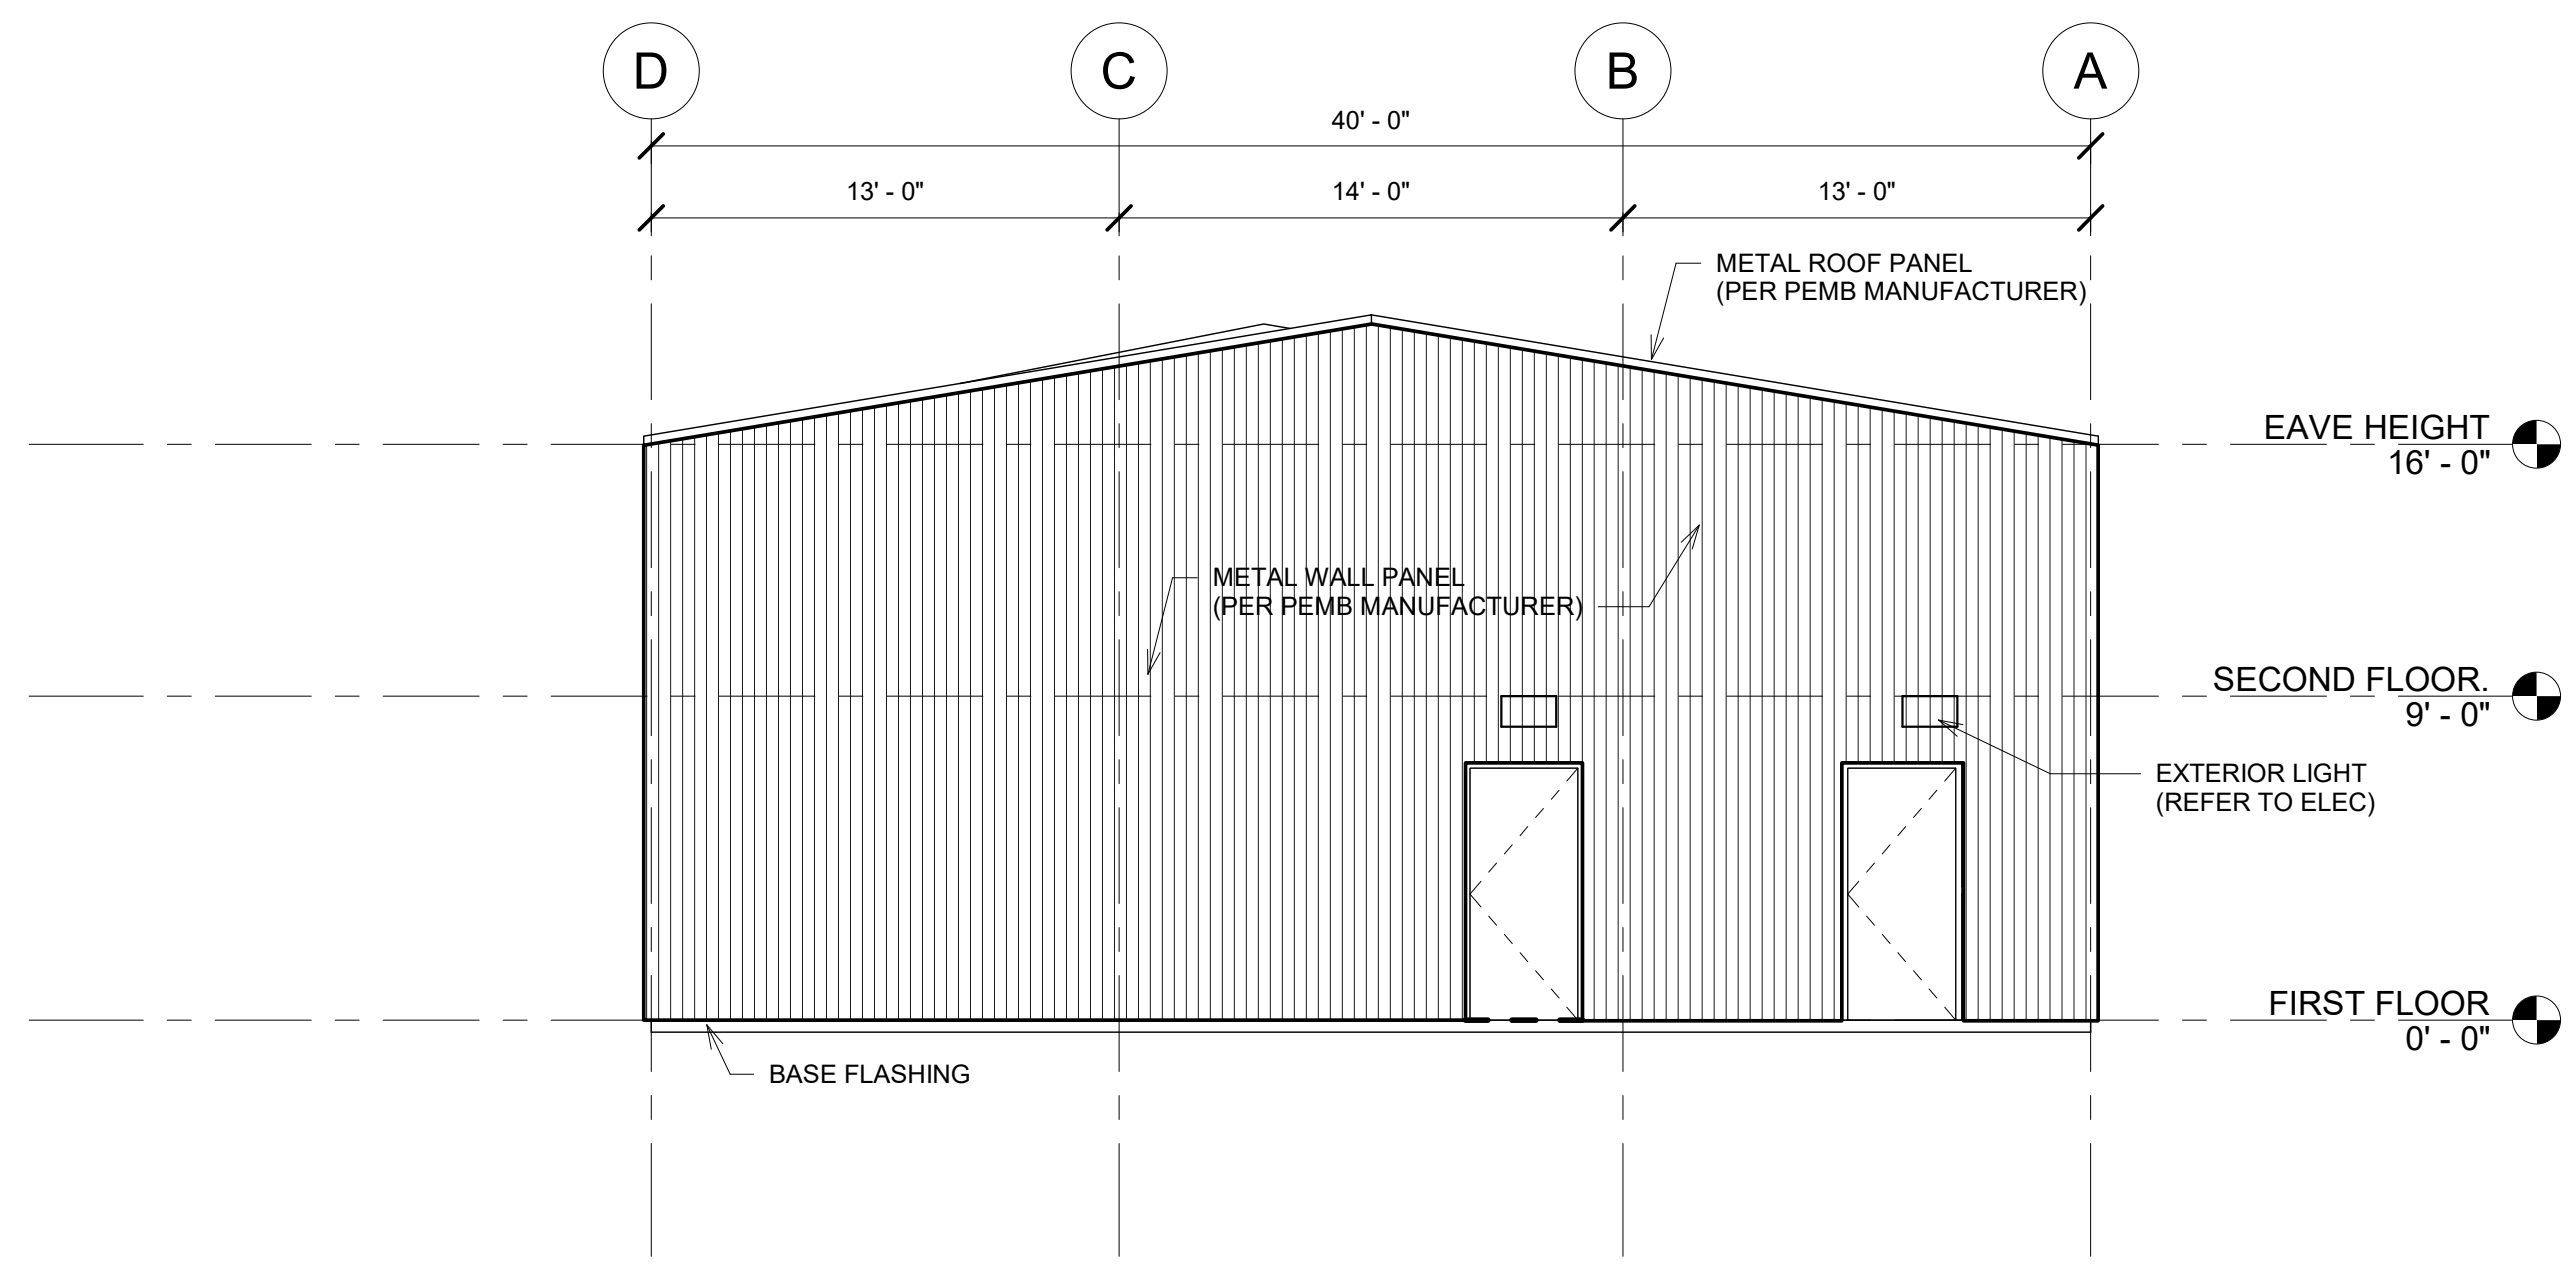 D
C
B
A
40' - 0"
13' - 0"
14' - 0"
13' - 0"
METAL ROOF PANEL
(PER PEMB MANUFACTURER)
EAVE HEIGHT
16' - 0"
METAL WALL PANEL
(PER PEMB MANUFACTURER)
SECOND FLOOR.
9' - 0"
EXTERIOR LIGHT
(REFER TO ELEC)
FIRST FLOOR
0' - 0"
BASE FLASHING